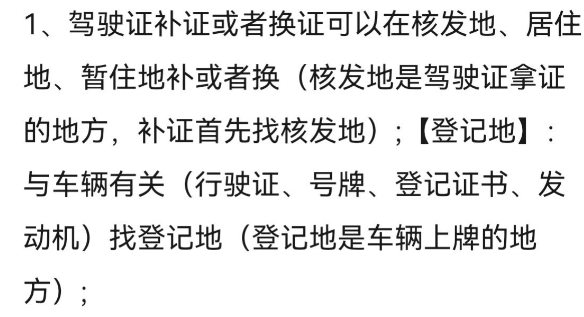 1、驾驶证补证或者换证可以在核发地、居住
地、暂住地补或者换（核发地是驾驶证拿证
的地方，补证首先找核发地）;【登记地】:
与车辆有关（行驶证、号牌、登记证书、发
动机）找登记地（登记地是车辆上牌的地
方）;